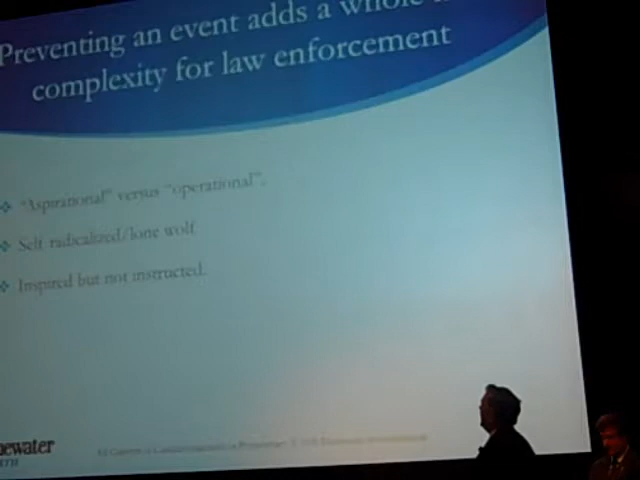 Preventing an event adds a whole
complexity for law enforcement
"Aspirational" versus "operational".
Self radicalized/lone wolf
Inspired but not instructed.
ewater